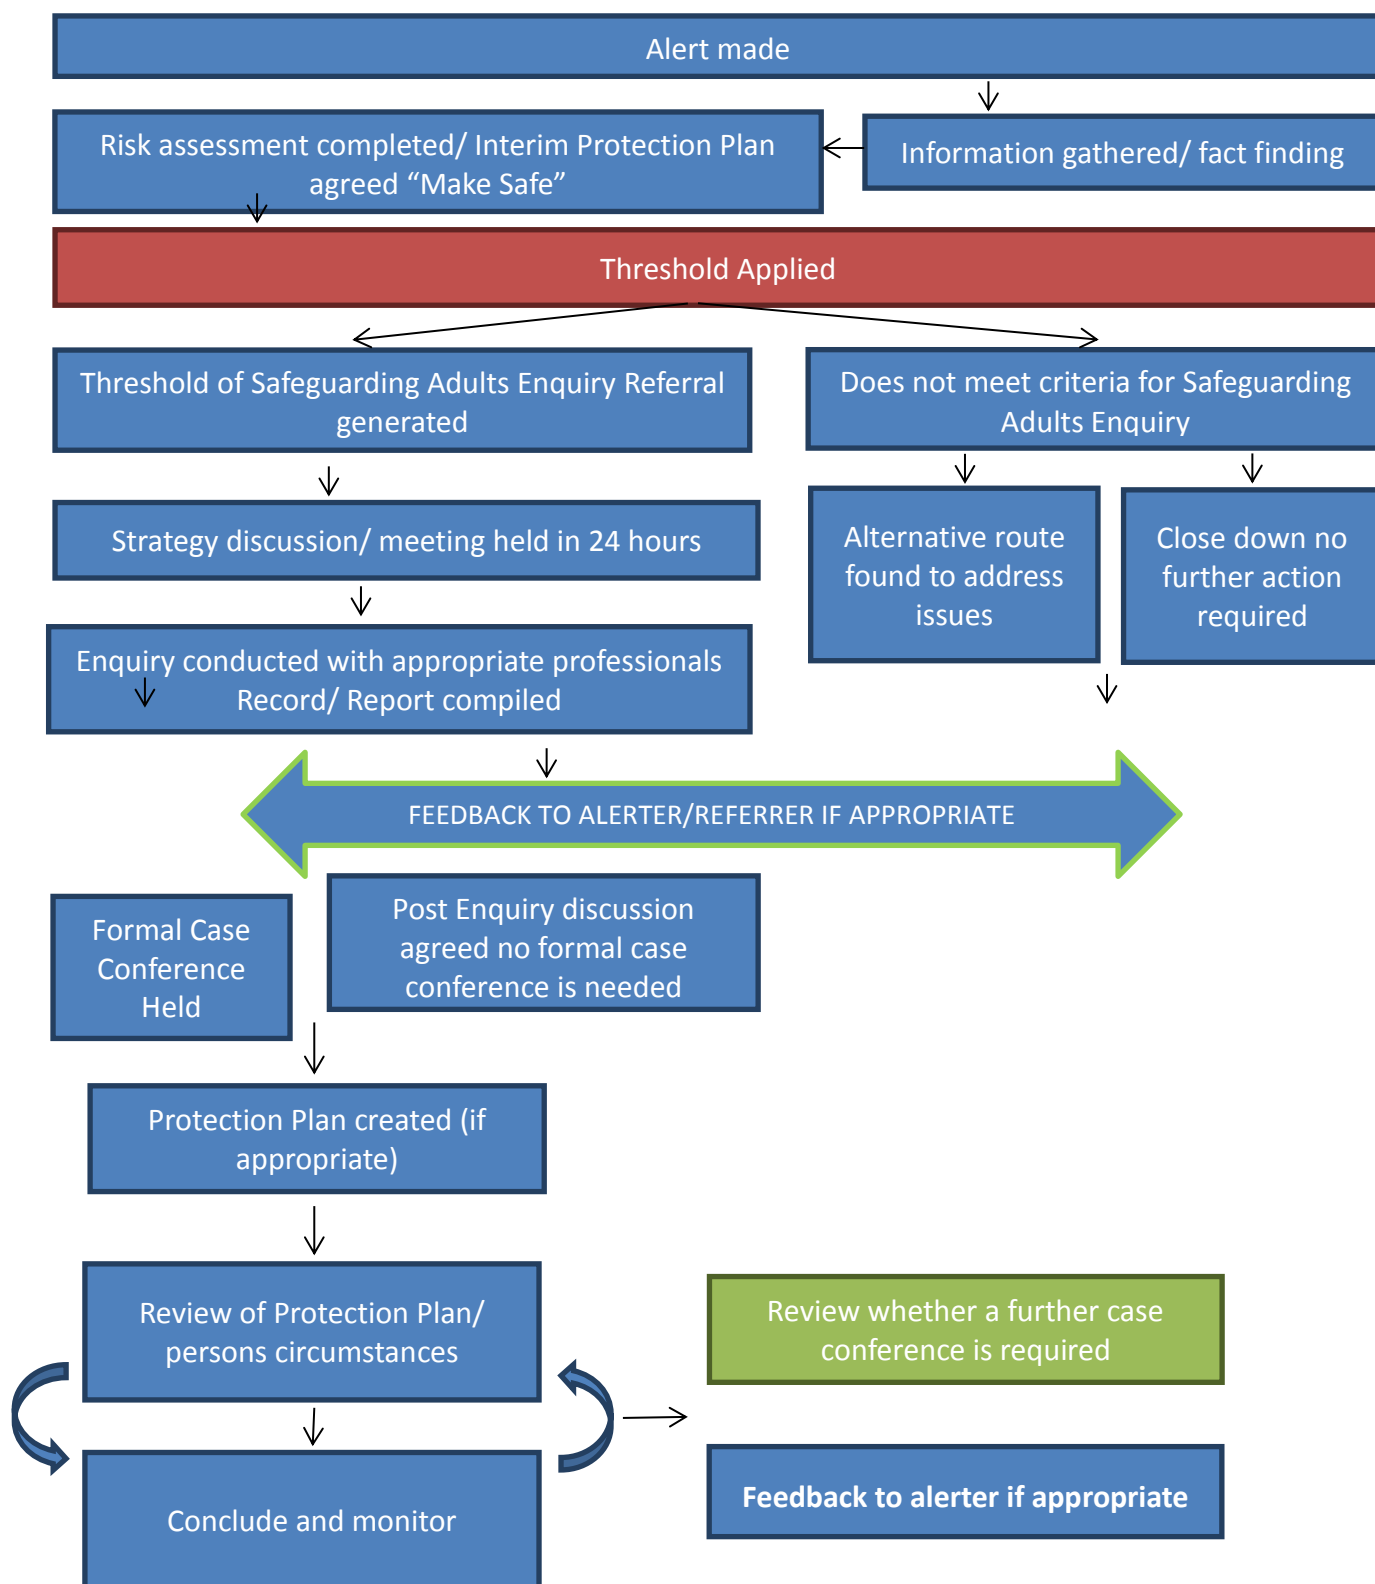 Alert made
Risk assessment completed/ Interim Protection Plan
agreed “Make Safe”
Information gathered/ fact finding
Threshold Applied
Threshold of Safeguarding Adults Enquiry Referral
generated
Does not meet criteria for Safeguarding
Adults Enquiry
Strategy discussion/ meeting held in 24 hours
Alternative route
found to address
issues
Close down no
further action
required
Enquiry conducted with appropriate professionals
Record/ Report compiled
FEEDBACK TO ALERTER/REFERRER IF APPROPRIATE
Formal Case
Conference
Held
Post Enquiry discussion
agreed no formal case
conference is needed
Protection Plan created (if
appropriate)
Review of Protection Plan/
persons circumstances
Review whether a further case
conference is required
Conclude and monitor
Feedback to alerter if appropriate